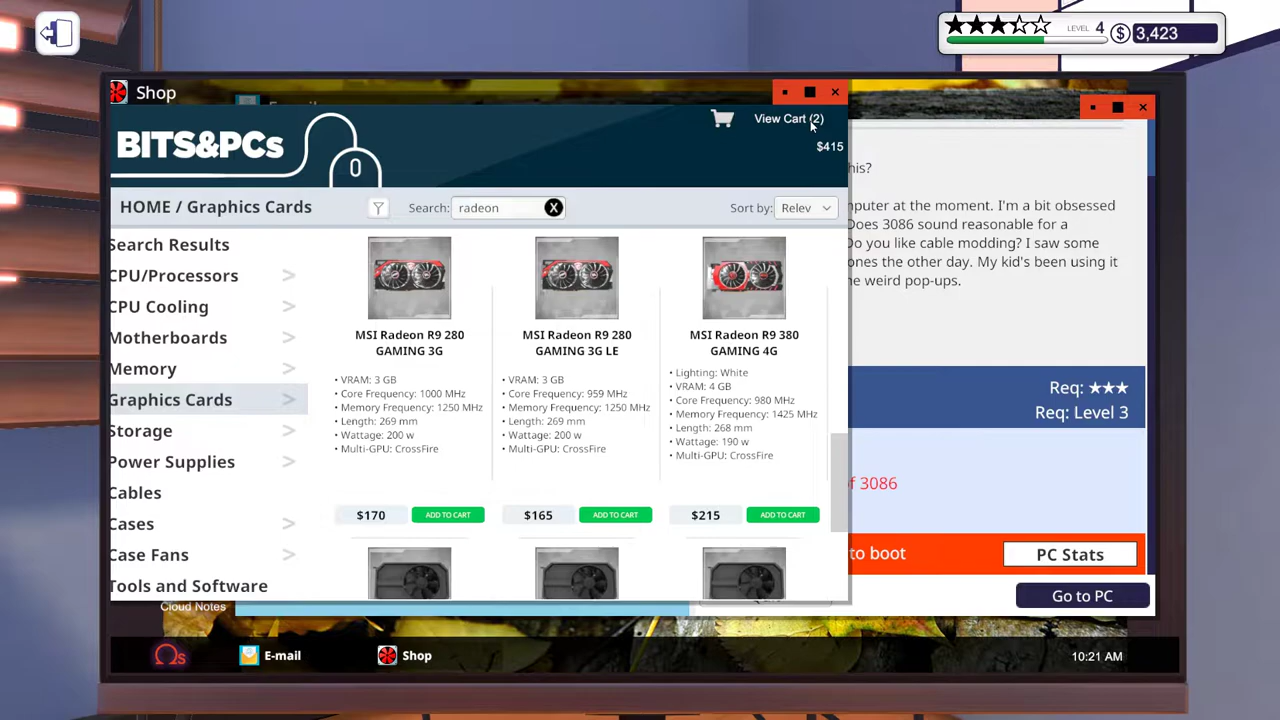 LEVEL 4 $ 3,423
Shop
BITS&PCs
View Cart (2)
$415
HOME / Graphics Cards
Search: radeon
Sort by: Relev
Search Results
CPU/Processors >
CPU Cooling >
Motherboards >
Memory >
Graphics Cards >
Storage >
Power Supplies >
Cables
Cases >
Case Fans >
Tools and Software
MSI Radeon R9 280
GAMING 3G
• VRAM: 3 GB
• Core Frequency: 1000 MHz
• Memory Frequency: 1250 MHz
• Length: 269 mm
• Wattage: 200 w
• Multi-GPU: CrossFire
$170 ADD TO CART
MSI Radeon R9 280
GAMING 3G LE
• VRAM: 3 GB
• Core Frequency: 959 MHz
• Memory Frequency: 1250 MHz
• Length: 269 mm
• Wattage: 200 w
• Multi-GPU: CrossFire
$165 ADD TO CART
MSI Radeon R9 380
GAMING 4G
• Lighting: White
• VRAM: 4 GB
• Core Frequency: 980 MHz
• Memory Frequency: 1425 MHz
• Length: 268 mm
• Wattage: 190 w
• Multi-GPU: CrossFire
$215 ADD TO CART
his?
mputer at the moment. I'm a bit obsessed
Does 3086 sound reasonable for a
Do you like cable modding? I saw some
ones the other day. My kid's been using it
e weird pop-ups.
Req: ★★★
Req: Level 3
of 3086
to boot
PC Stats
Go to PC
Cloud Notes
Os
E-mail
Shop
10:21 AM